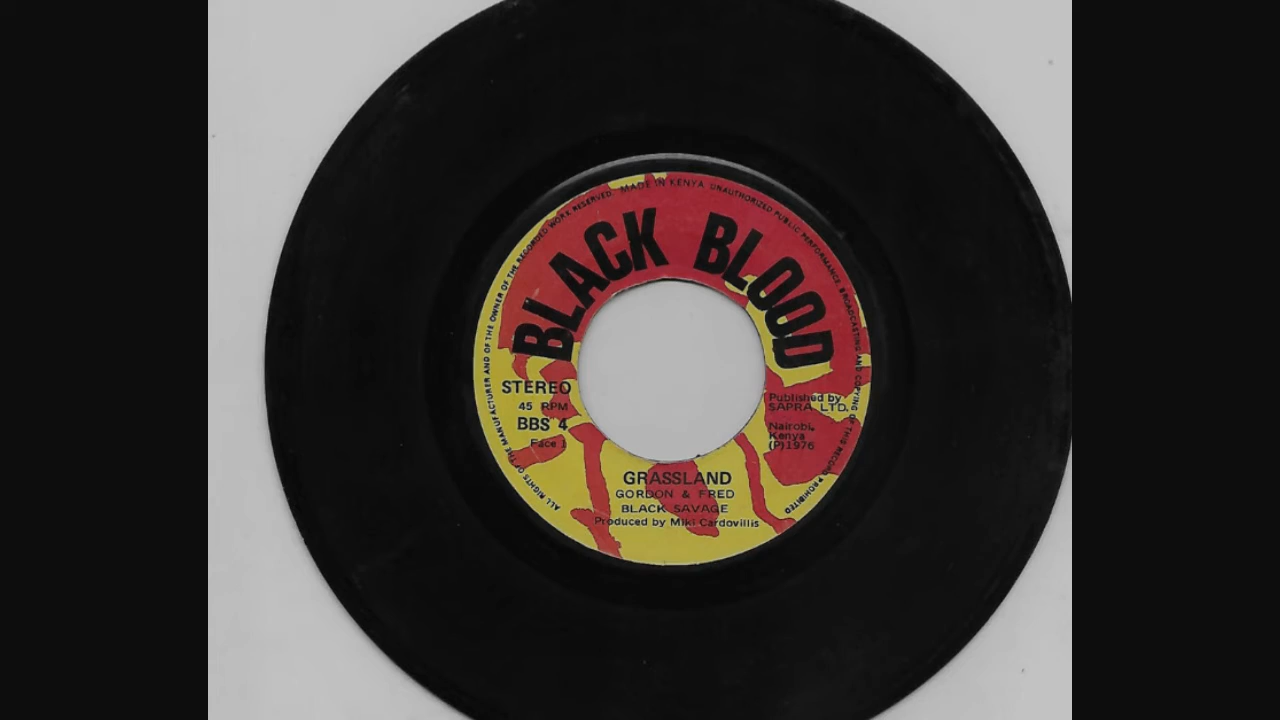 ALL RIGHTS OF THE MANUFACTURER AND OF THE OWNER OF THE RECORDED WORK RESERVED. MADE IN KENYA UNAUTHORIZED PUBLIC PERFORMANCE, BROADCASTING AND COPYING OF THIS RECORD PROHIBITED
BLACK BLOOD
STEREO
45 RPM
BBS 4
Face 1
Published by
SAPRA LTD.
Nairobi,
Kenya
(P)1976
GRASSLAND
GORDON & FRED
BLACK SAVAGE
Produced by Miki Cardovillis